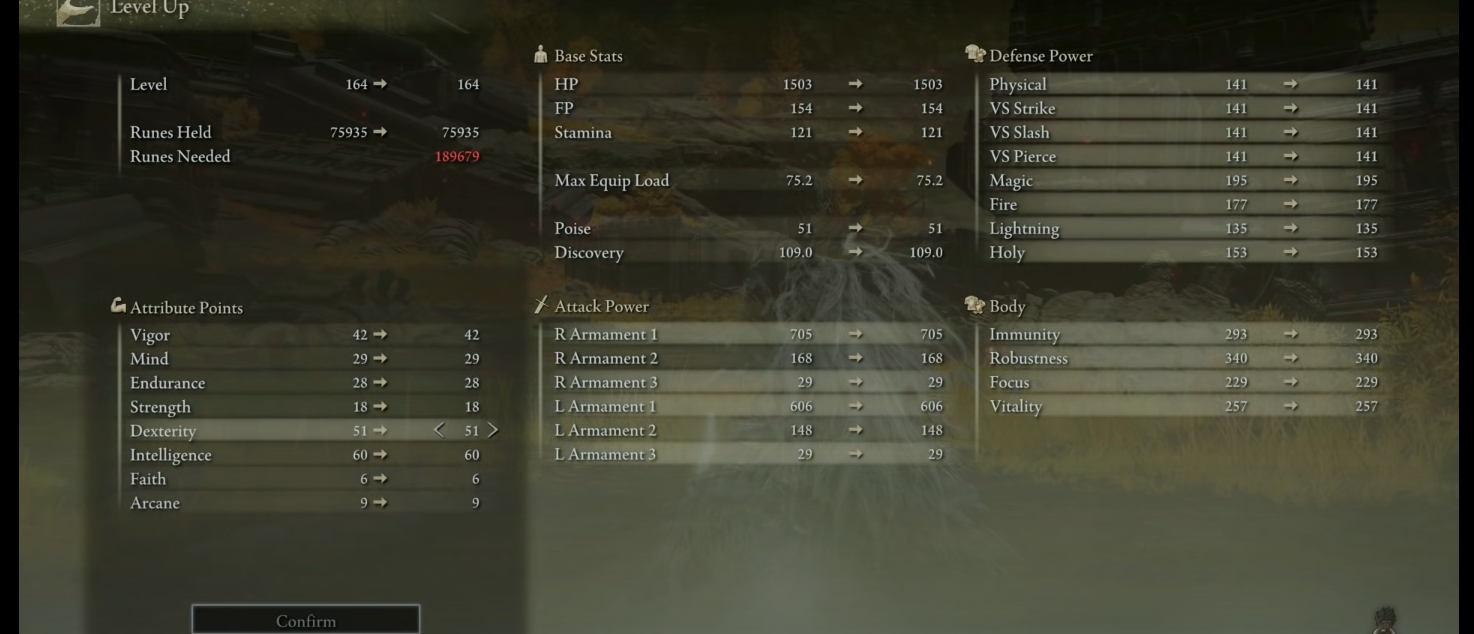 Level Up
Level 164 → 164
Runes Held 75935 → 75935
Runes Needed 189679
Base Stats
HP 1503 → 1503
FP 154 → 154
Stamina 121 → 121
Max Equip Load 75.2 → 75.2
Poise 51 → 51
Discovery 109.0 → 109.0
Defense Power
Physical 141 → 141
VS Strike 141 → 141
VS Slash 141 → 141
VS Pierce 141 → 141
Magic 195 → 195
Fire 177 → 177
Lightning 135 → 135
Holy 153 → 153
Attribute Points
Vigor 42 → 42
Mind 29 → 29
Endurance 28 → 28
Strength 18 → 18
Dexterity 51 → < 51 >
Intelligence 60 → 60
Faith 6 → 6
Arcane 9 → 9
Attack Power
R Armament 1 705 → 705
R Armament 2 168 → 168
R Armament 3 29 → 29
L Armament 1 606 → 606
L Armament 2 148 → 148
L Armament 3 29 → 29
Body
Immunity 293 → 293
Robustness 340 → 340
Focus 229 → 229
Vitality 257 → 257
Confirm